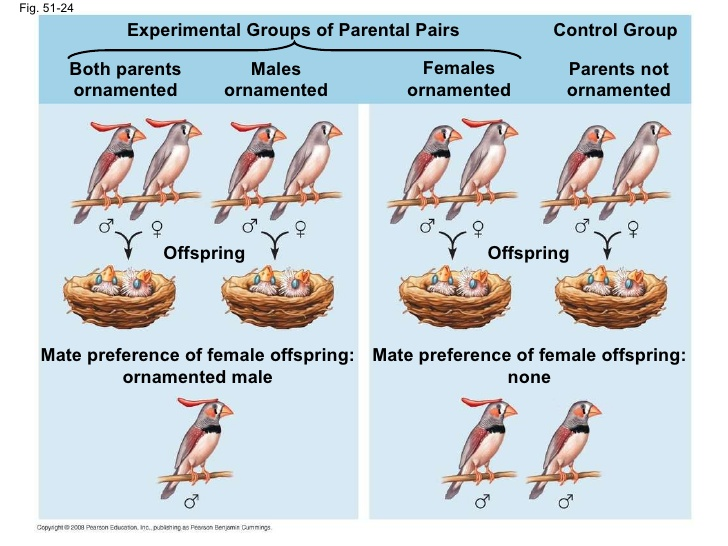 Fig. 51-24
Experimental Groups of Parental Pairs
Control Group
Both parents
ornamented
Males
ornamented
Females
ornamented
Parents not
ornamented
♂ ♀ ♂ ♀ ♂ ♀ ♂ ♀
Offspring
Offspring
Mate preference of female offspring:
ornamented male
Mate preference of female offspring:
none
♂ ♂ ♂
Copyright © 2008 Pearson Education, Inc., publishing as Pearson Benjamin Cummings.